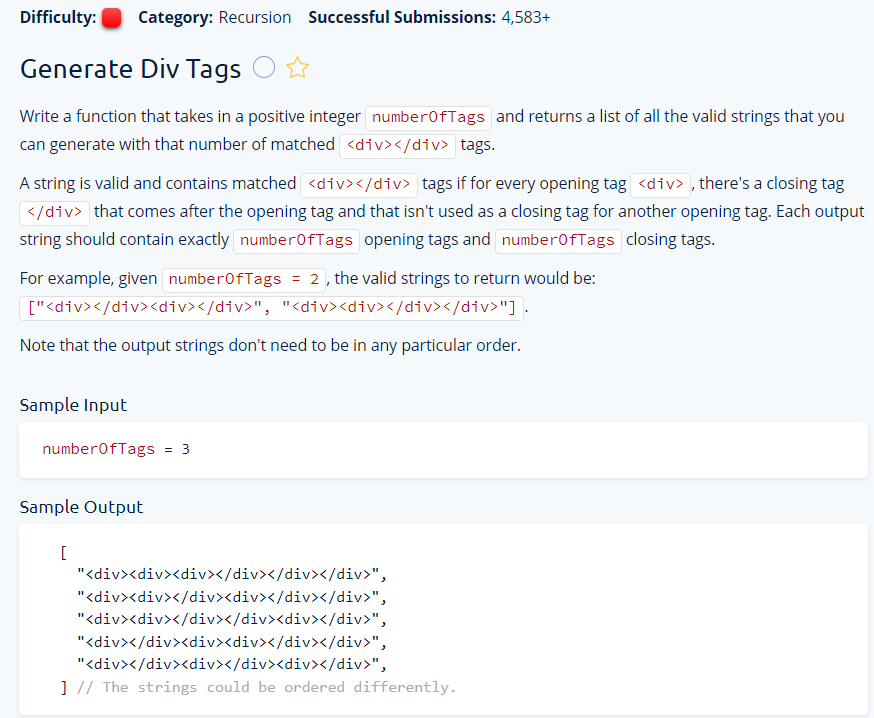 Difficulty: Category: Recursion Successful Submissions: 4,583+
Generate Div Tags
Write a function that takes in a positive integer numberOfTags and returns a list of all the valid strings that you
can generate with that number of matched <div></div> tags.
A string is valid and contains matched <div></div> tags if for every opening tag <div>, there's a closing tag
</div> that comes after the opening tag and that isn't used as a closing tag for another opening tag. Each output
string should contain exactly numberOfTags opening tags and numberOfTags closing tags.
For example, given numberOfTags = 2, the valid strings to return would be:
["<div></div><div></div>", "<div><div></div></div>"].
Note that the output strings don't need to be in any particular order.
Sample Input
numberOfTags = 3
Sample Output
[
"<div><div><div></div></div></div>",
"<div><div></div><div></div></div>",
"<div><div></div></div><div></div>",
"<div></div><div><div></div></div>",
"<div></div><div></div><div></div>",
] // The strings could be ordered differently.